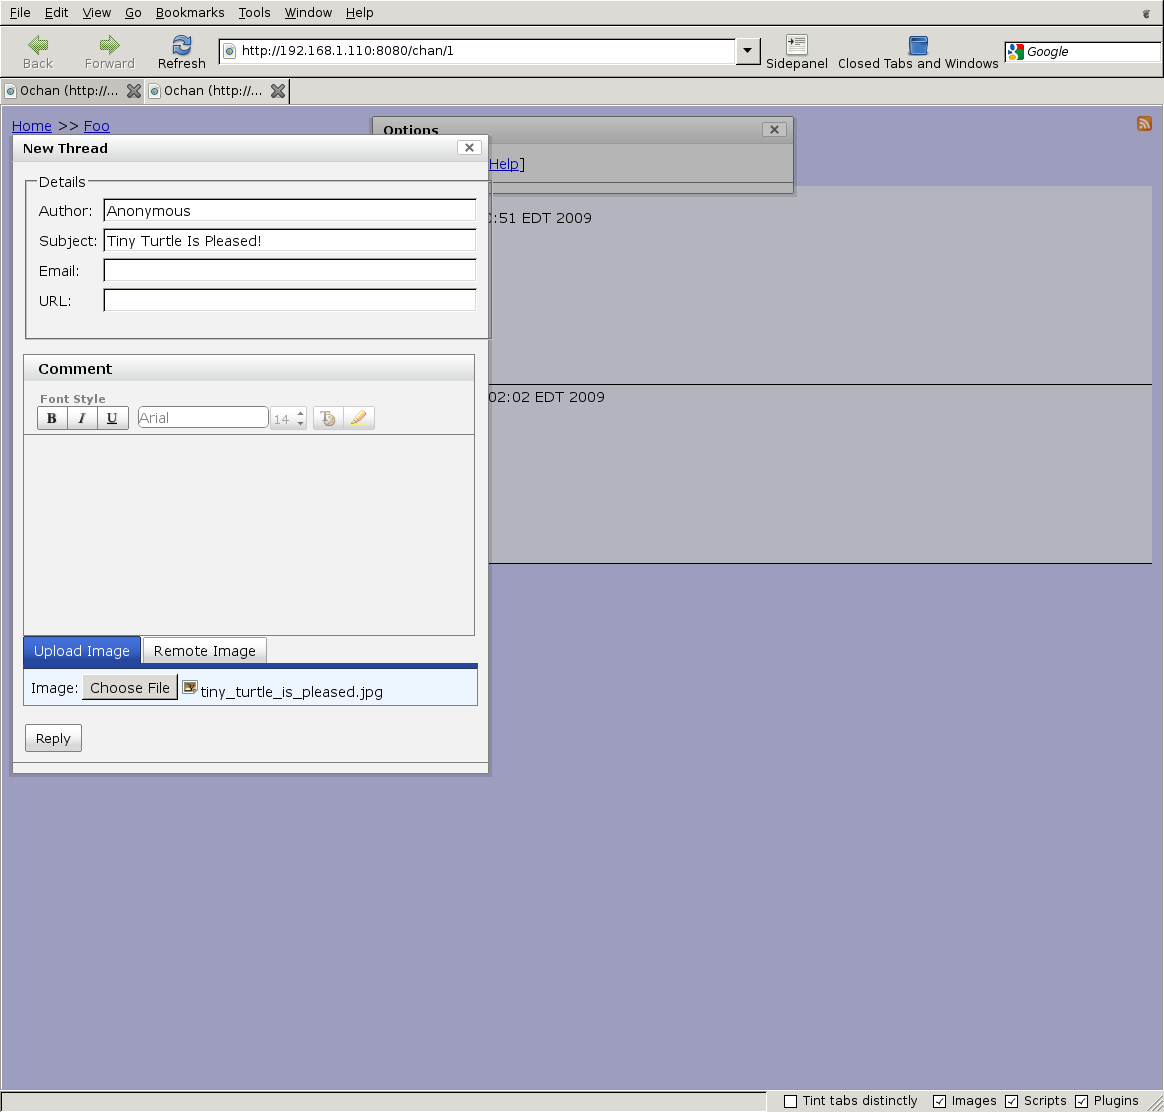 File Edit View Go Bookmarks Tools Window Help
Back Forward Refresh http://192.168.1.110:8080/chan/1 Sidepanel Closed Tabs and Windows Google
Ochan (http://... Ochan (http://...
Home >> Foo
Options
New Thread
Help]
Details
Author: Anonymous
:51 EDT 2009
Subject: Tiny Turtle Is Pleased!
Email:
URL:
Comment
Font Style
02:02 EDT 2009
B I U Arial 14
Upload Image Remote Image
Image: Choose File tiny_turtle_is_pleased.jpg
Reply
Tint tabs distinctly Images Scripts Plugins